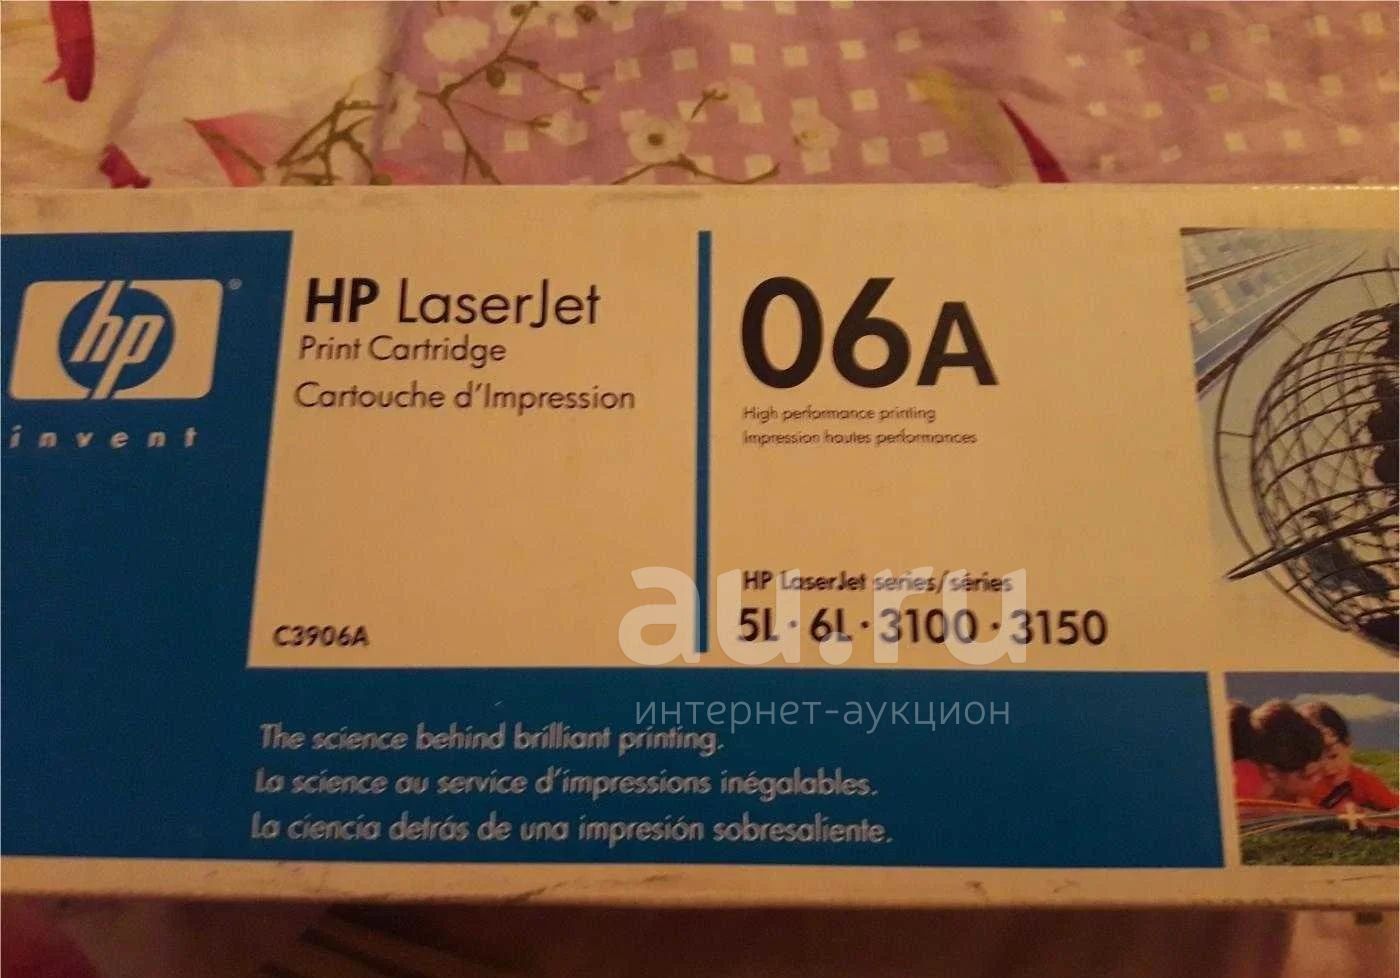 hp®
invent
HP LaserJet
Print Cartridge
Cartouche d'Impression
C3906A
06A
High performance printing
Impression hautes performances
HP LaserJet series/séries
5L · 6L · 3100 · 3150
au.ru
интернет-аукцион
The science behind brilliant printing.
La science au service d'impressions inégalables.
La ciencia detrás de una impresión sobresaliente.